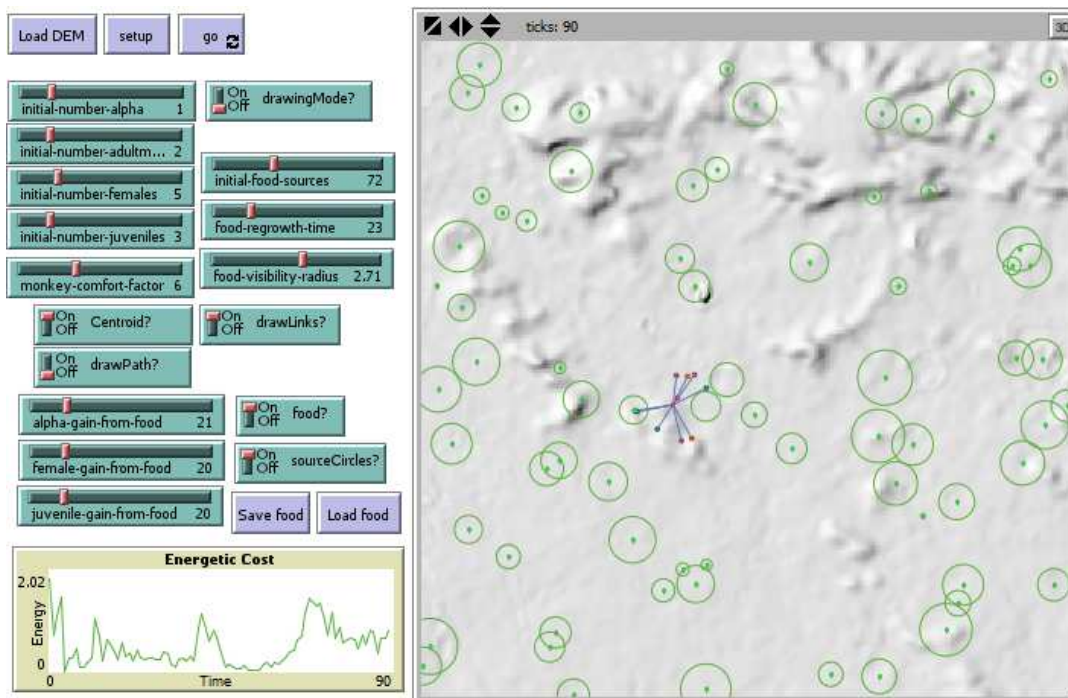 Load DEM
setup
go
ticks: 90
3D
initial-number-alpha 1
On
Off
drawingMode?
initial-number-adultm... 2
initial-food-sources 72
initial-number-females 5
food-regrowth-time 23
initial-number-juveniles 3
food-visibility-radius 2.71
monkey-comfort-factor 6
On
Off
Centroid?
On
Off
drawLinks?
On
Off
drawPath?
alpha-gain-from-food 21
On
Off
food?
female-gain-from-food 20
On
Off
sourceCircles?
juvenile-gain-from-food 20
Save food
Load food
Energetic Cost
2.02
Energy
0
0
Time
90